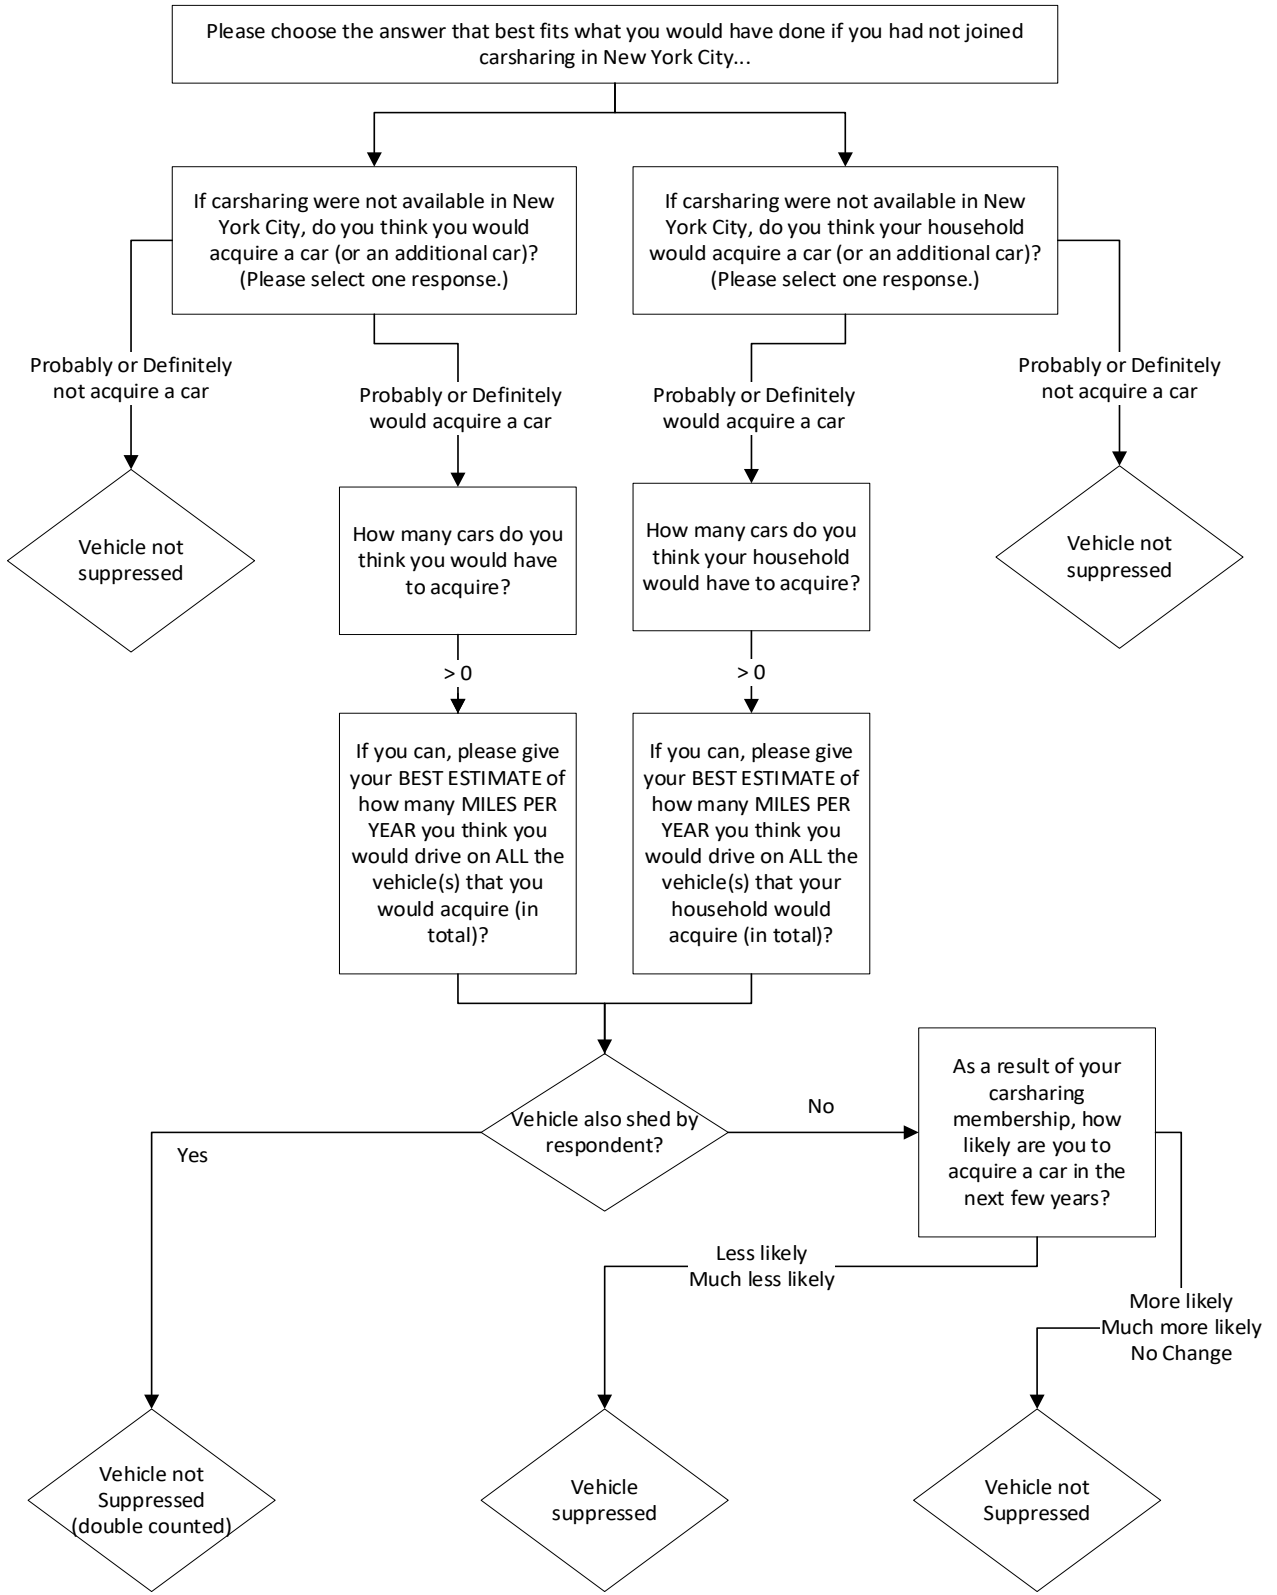 Please choose the answer that best fits what you would have done if you had not joined
carsharing in New York City...
If carsharing were not available in New
York City, do you think you would
acquire a car (or an additional car)?
(Please select one response.)
If carsharing were not available in New
York City, do you think your household
would acquire a car (or an additional car)?
(Please select one response.)
Probably or Definitely
not acquire a car
Probably or Definitely
would acquire a car
Probably or Definitely
would acquire a car
Probably or Definitely
not acquire a car
Vehicle not
suppressed
How many cars do you
think you would have
to acquire?
How many cars do you
think your household
would have to acquire?
Vehicle not
suppressed
> 0
> 0
If you can, please give
your BEST ESTIMATE of
how many MILES PER
YEAR you think you
would drive on ALL the
vehicle(s) that you
would acquire (in
total)?
If you can, please give
your BEST ESTIMATE of
how many MILES PER
YEAR you think you
would drive on ALL the
vehicle(s) that your
household would
acquire (in total)?
Vehicle also shed by
respondent?
Yes
No
As a result of your
carsharing
membership, how
likely are you to
acquire a car in the
next few years?
Less likely
Much less likely
More likely
Much more likely
No Change
Vehicle not
Suppressed
(double counted)
Vehicle
suppressed
Vehicle not
Suppressed